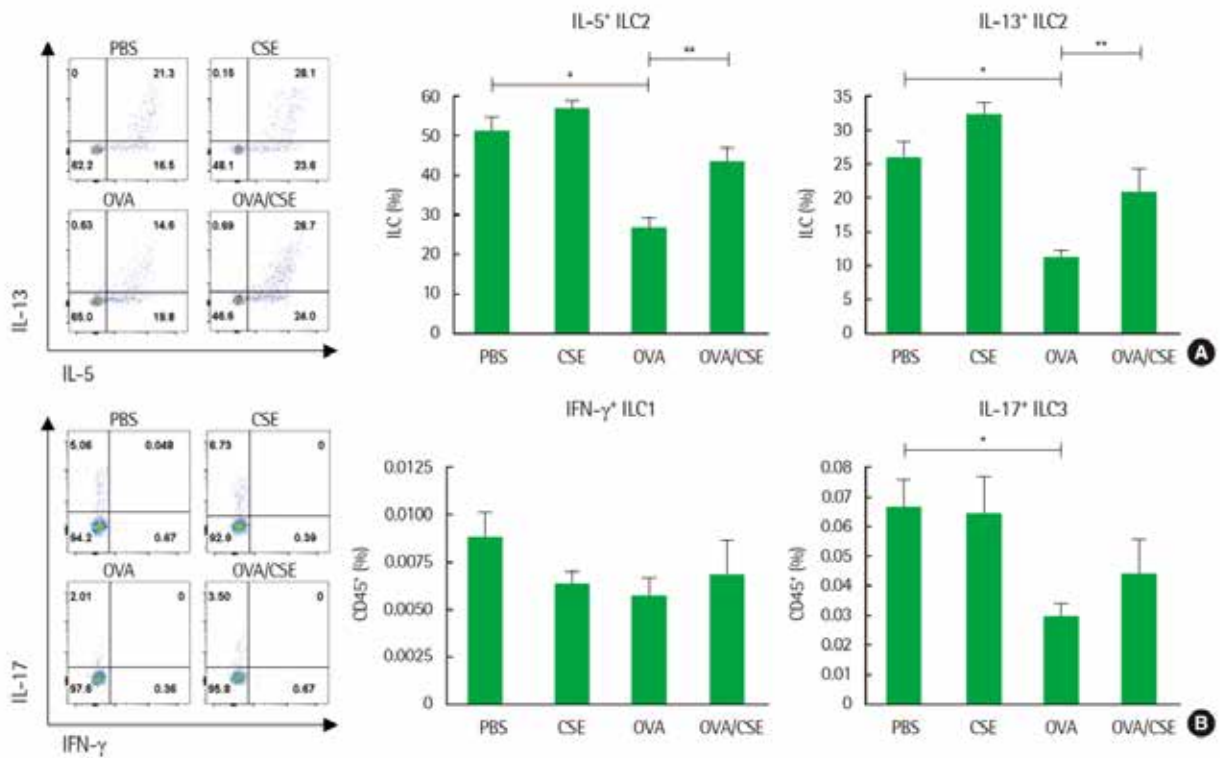 PBS
CSE
0
21.3
0.15
28.1
62.2
16.5
48.1
23.6
OVA
OVA/CSE
0.63
14.6
0.69
28.7
65.0
19.8
46.6
24.0
IL-13
IL-5
IL-5⁺ ILC2
*
**
60
50
40
30
20
10
0
ILC (%)
PBS CSE OVA OVA/CSE
IL-13⁺ ILC2
*
**
35
30
25
20
15
10
5
0
ILC (%)
PBS CSE OVA OVA/CSE
A
PBS
CSE
5.06
0.049
6.73
0
94.2
0.67
92.9
0.39
OVA
OVA/CSE
2.01
0
3.50
0
97.6
0.36
95.8
0.67
IL-17
IFN-γ
IFN-γ⁺ ILC1
0.0125
0.0100
0.0075
0.0050
0.0025
0
CD45⁺ (%)
PBS CSE OVA OVA/CSE
IL-17⁺ ILC3
*
0.08
0.07
0.06
0.05
0.04
0.03
0.02
0.01
0.00
CD45⁺ (%)
PBS CSE OVA OVA/CSE
B